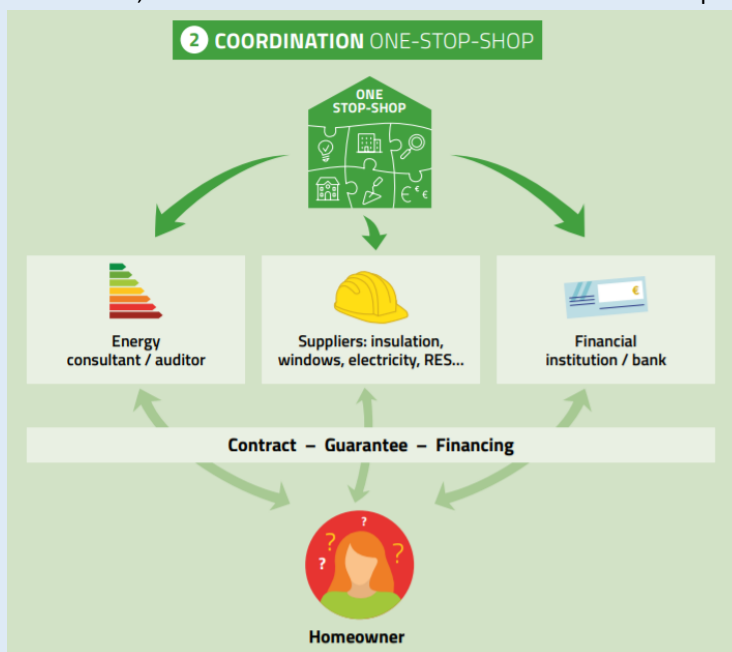 2 COORDINATION ONE-STOP-SHOP
ONE
STOP-SHOP
€ € €
€
Energy
consultant / auditor
Suppliers: insulation,
windows, electricity, RES...
Financial
institution / bank
Contract – Guarantee – Financing
? ? ? ?
Homeowner